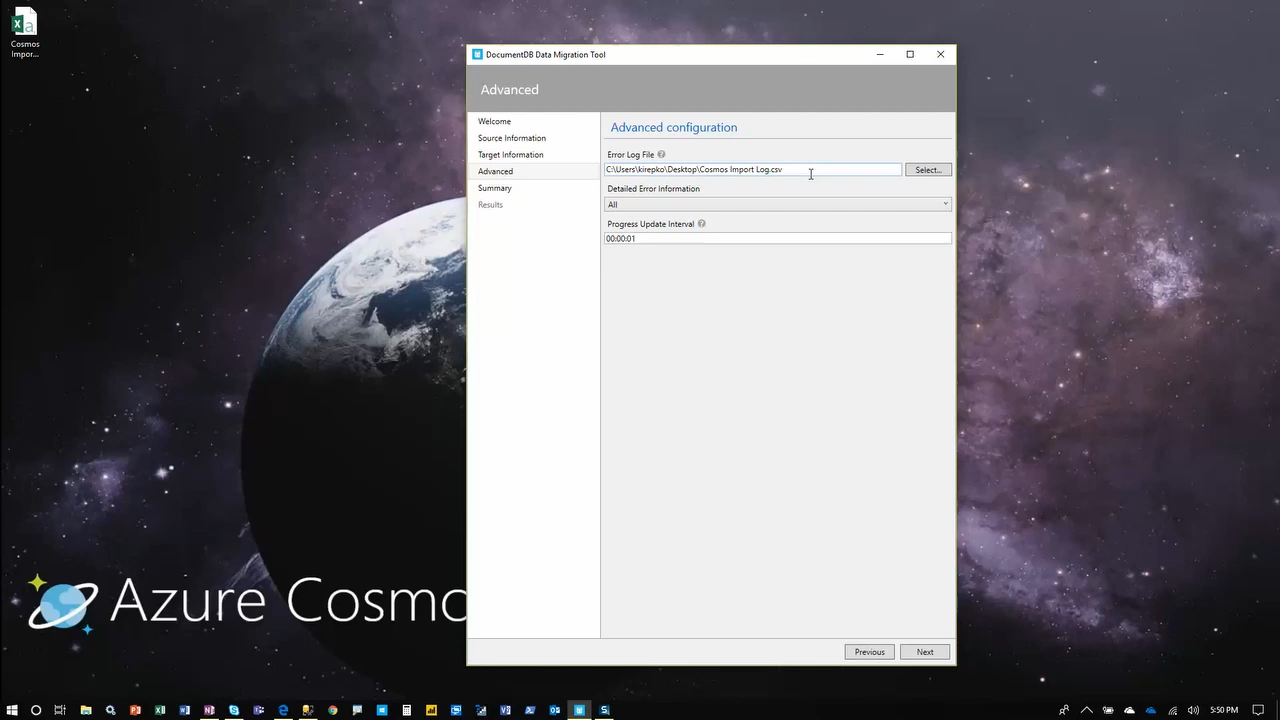 Cosmos
Impor...
DocumentDB Data Migration Tool
Advanced
Welcome
Source Information
Target Information
Advanced
Summary
Results
Advanced configuration
Error Log File
C:\Users\kirepko\Desktop\Cosmos Import Log.csv
Select...
Detailed Error Information
All
Progress Update Interval
00:00:01
Azure Cosmo
Previous
Next
5:50 PM